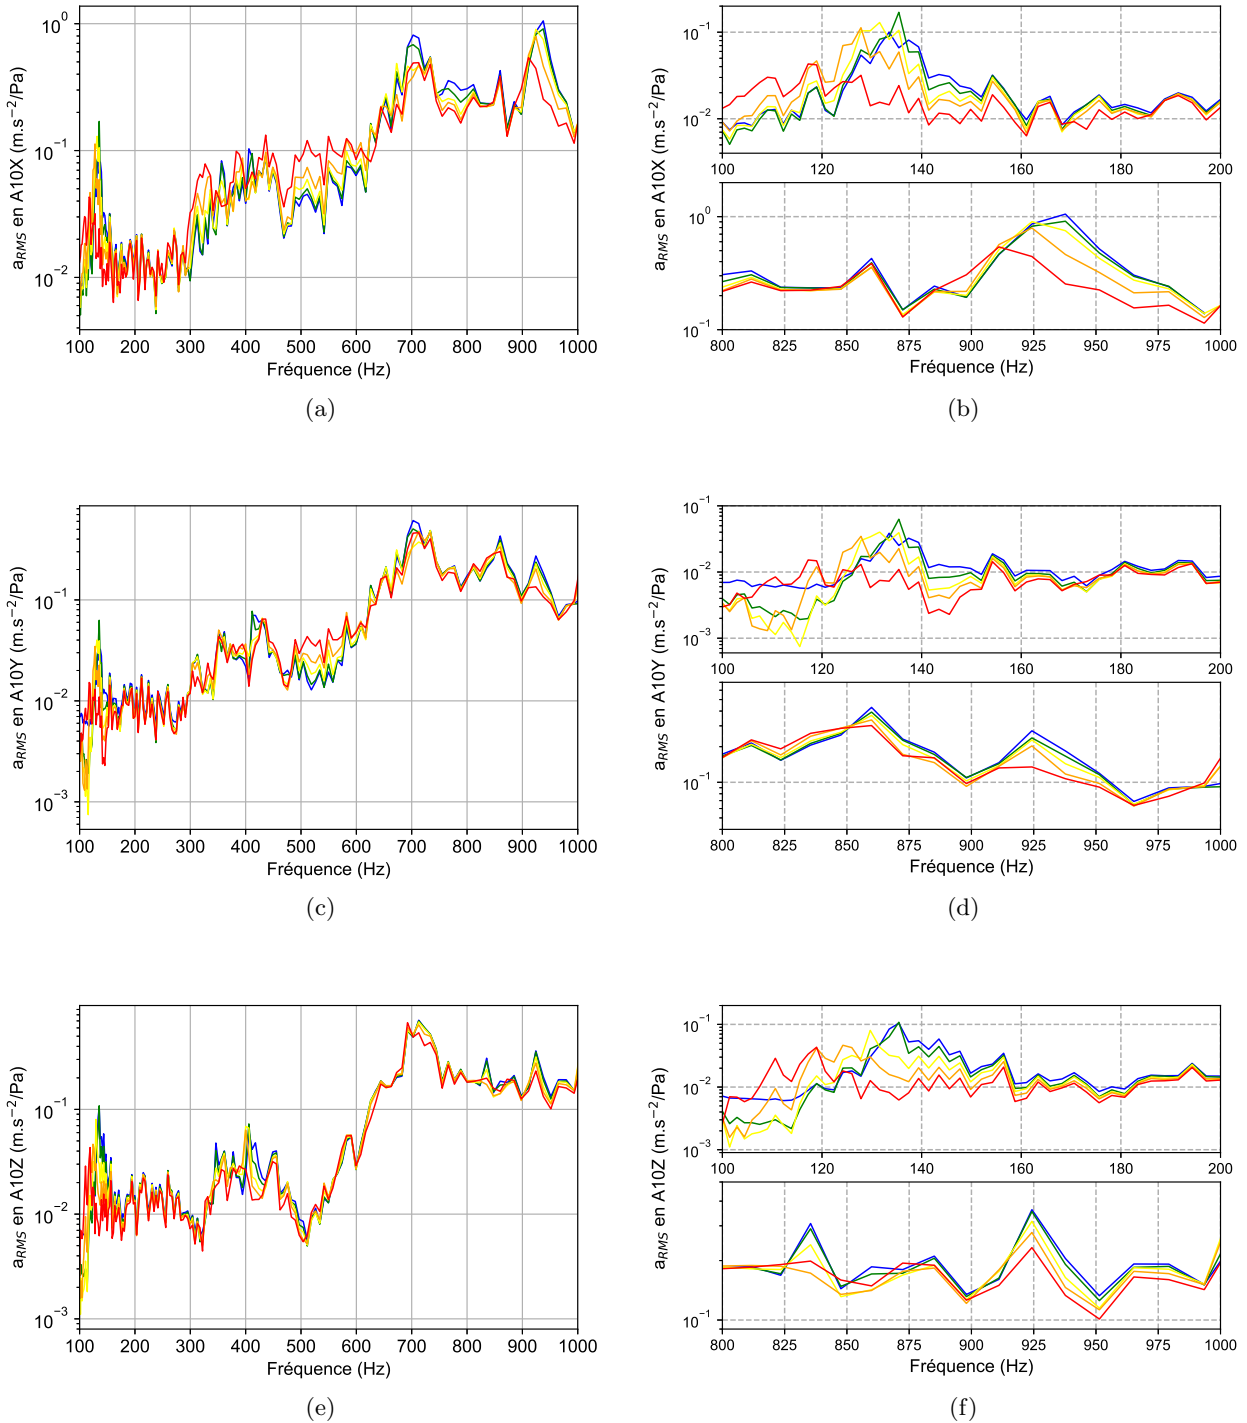 a_RMS en A10X (m.s⁻²/Pa)
10⁰
10⁻¹
10⁻²
100 200 300 400 500 600 700 800 900 1000
Fréquence (Hz)
(a)
a_RMS en A10X (m.s⁻²/Pa)
10⁻¹
10⁻²
100 120 140 160 180 200
10⁰
10⁻¹
800 825 850 875 900 925 950 975 1000
Fréquence (Hz)
(b)
a_RMS en A10Y (m.s⁻²/Pa)
10⁻¹
10⁻²
10⁻³
100 200 300 400 500 600 700 800 900 1000
Fréquence (Hz)
(c)
a_RMS en A10Y (m.s⁻²/Pa)
10⁻¹
10⁻²
10⁻³
100 120 140 160 180 200
10⁻¹
800 825 850 875 900 925 950 975 1000
Fréquence (Hz)
(d)
a_RMS en A10Z (m.s⁻²/Pa)
10⁻¹
10⁻²
10⁻³
100 200 300 400 500 600 700 800 900 1000
Fréquence (Hz)
(e)
a_RMS en A10Z (m.s⁻²/Pa)
10⁻¹
10⁻²
10⁻³
100 120 140 160 180 200
10⁻¹
800 825 850 875 900 925 950 975 1000
Fréquence (Hz)
(f)